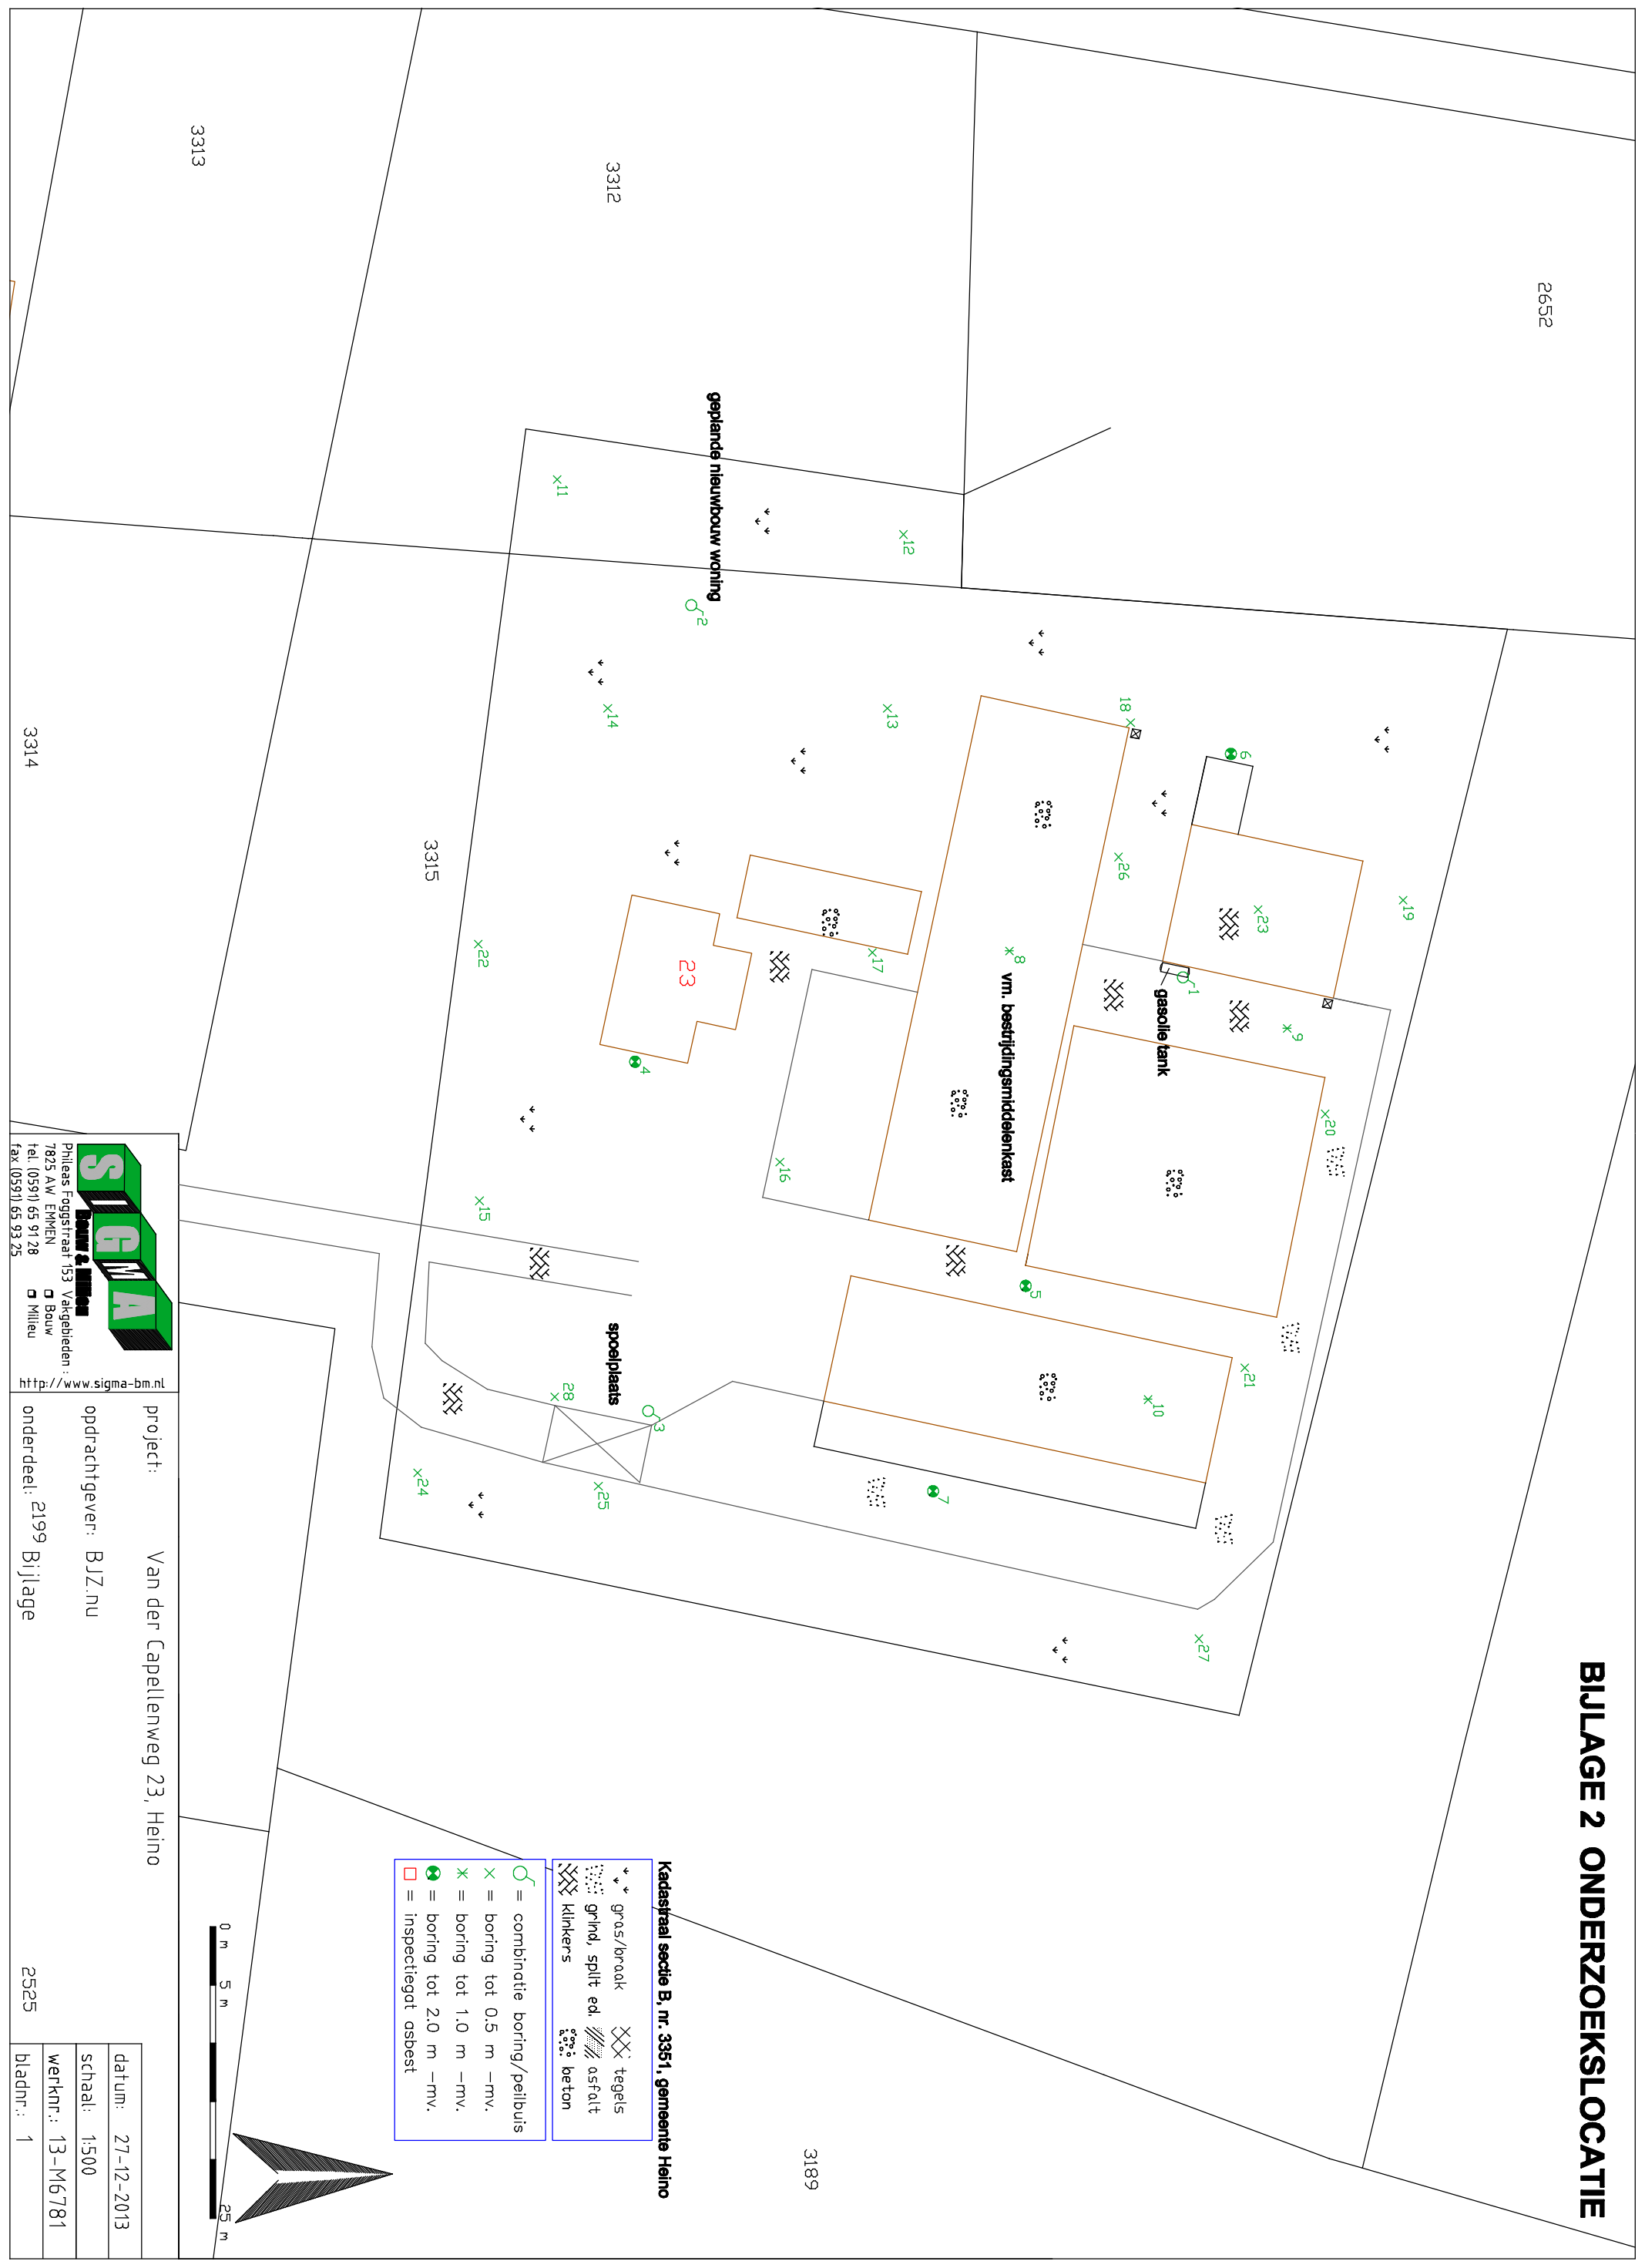 BIJLAGE 2 ONDERZOEKSLOCATIE
2652
3312
3313
3314
3315
3189
2525
geplande nieuwbouw woning
vm. bestrijdingsmiddelenkast
gasolie tank
spoelplaats
23
1
2
3
4
5
6
7
8
9
10
11
12
13
14
15
16
17
18
19
20
21
22
23
24
25
26
27
28
Kadastraal sectie B, nr. 3351, gemeente Heino
gras/braak
tegels
grind, split ed.
asfalt
klinkers
beton
= combinatie boring/peilbuis
= boring tot 0.5 m -mv.
= boring tot 1.0 m -mv.
= boring tot 2.0 m -mv.
= inspectiegat asbest
0 m 5 m 25 m
SIGMA
Bouw & Milieu
Phileas Foggstraat 153 Vakgebieden :
7825 AW EMMEN Bouw
tel. (0591) 65 91 28 Milieu
fax (0591) 65 93 25
http://www.sigma-bm.nl
project: Van der Capellenweg 23, Heino
opdrachtgever: BJZ.nu
onderdeel: 2199 Bijlage
datum: 27-12-2013
schaal: 1:500
werknr.: 13-M6781
bladnr.: 1